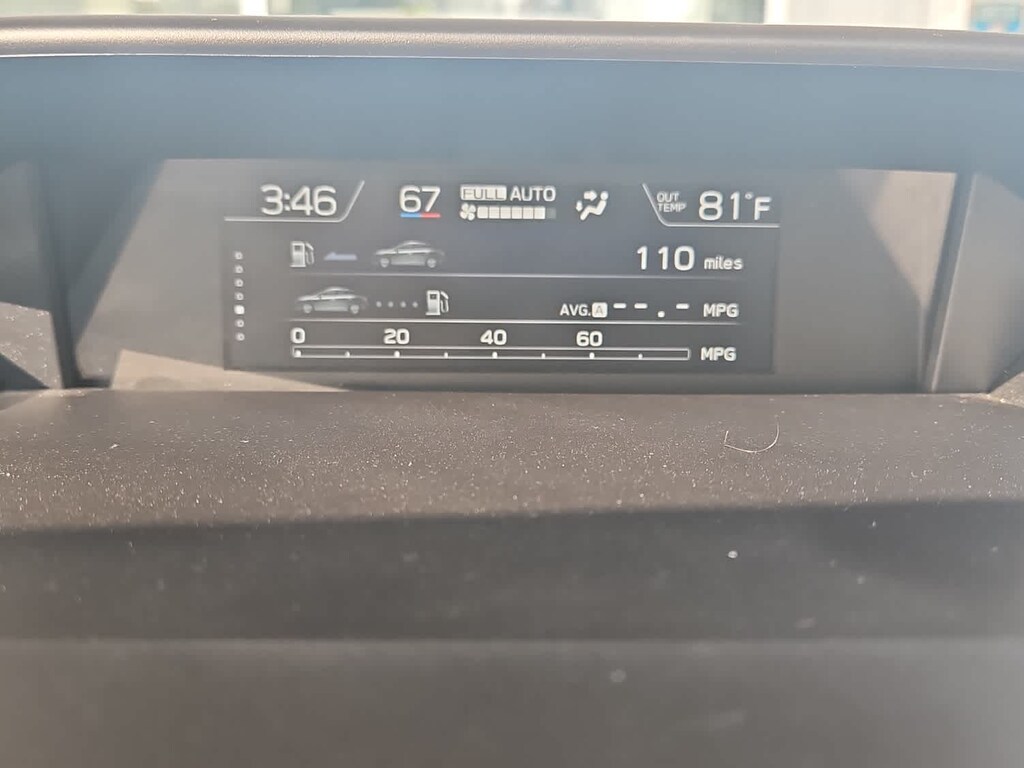 3:46 67 FULL AUTO OUT TEMP 81°F
110 miles
AVG. A --.- MPG
0 20 40 60
MPG